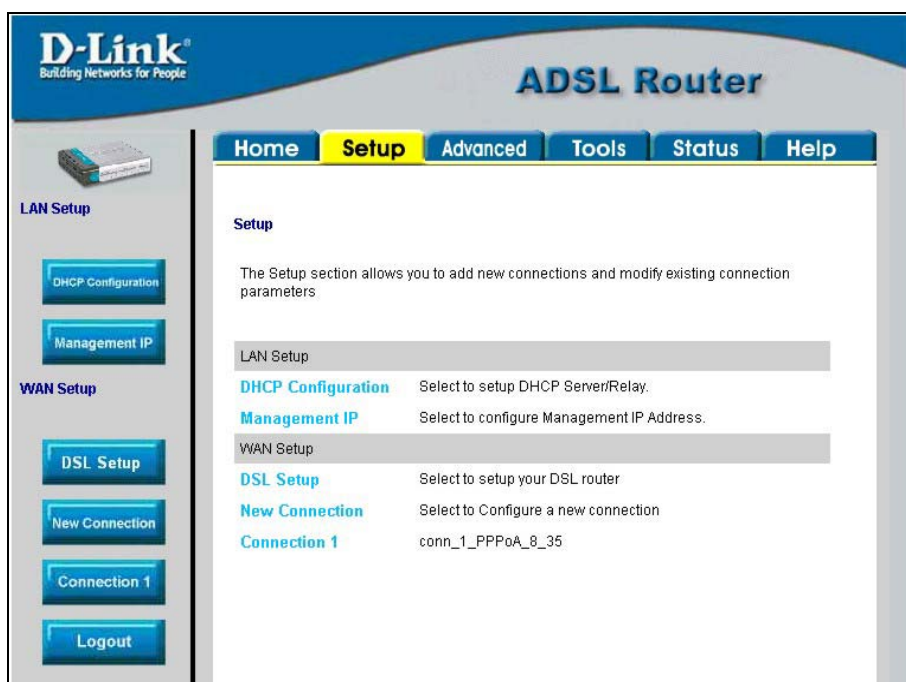 D-Link®
Building Networks for People
ADSL Router
Home Setup Advanced Tools Status Help
LAN Setup
DHCP Configuration
Management IP
WAN Setup
DSL Setup
New Connection
Connection 1
Logout
Setup
The Setup section allows you to add new connections and modify existing connection
parameters
LAN Setup
DHCP Configuration Select to setup DHCP Server/Relay.
Management IP Select to configure Management IP Address.
WAN Setup
DSL Setup Select to setup your DSL router
New Connection Select to Configure a new connection
Connection 1 conn_1_PPPoA_8_35